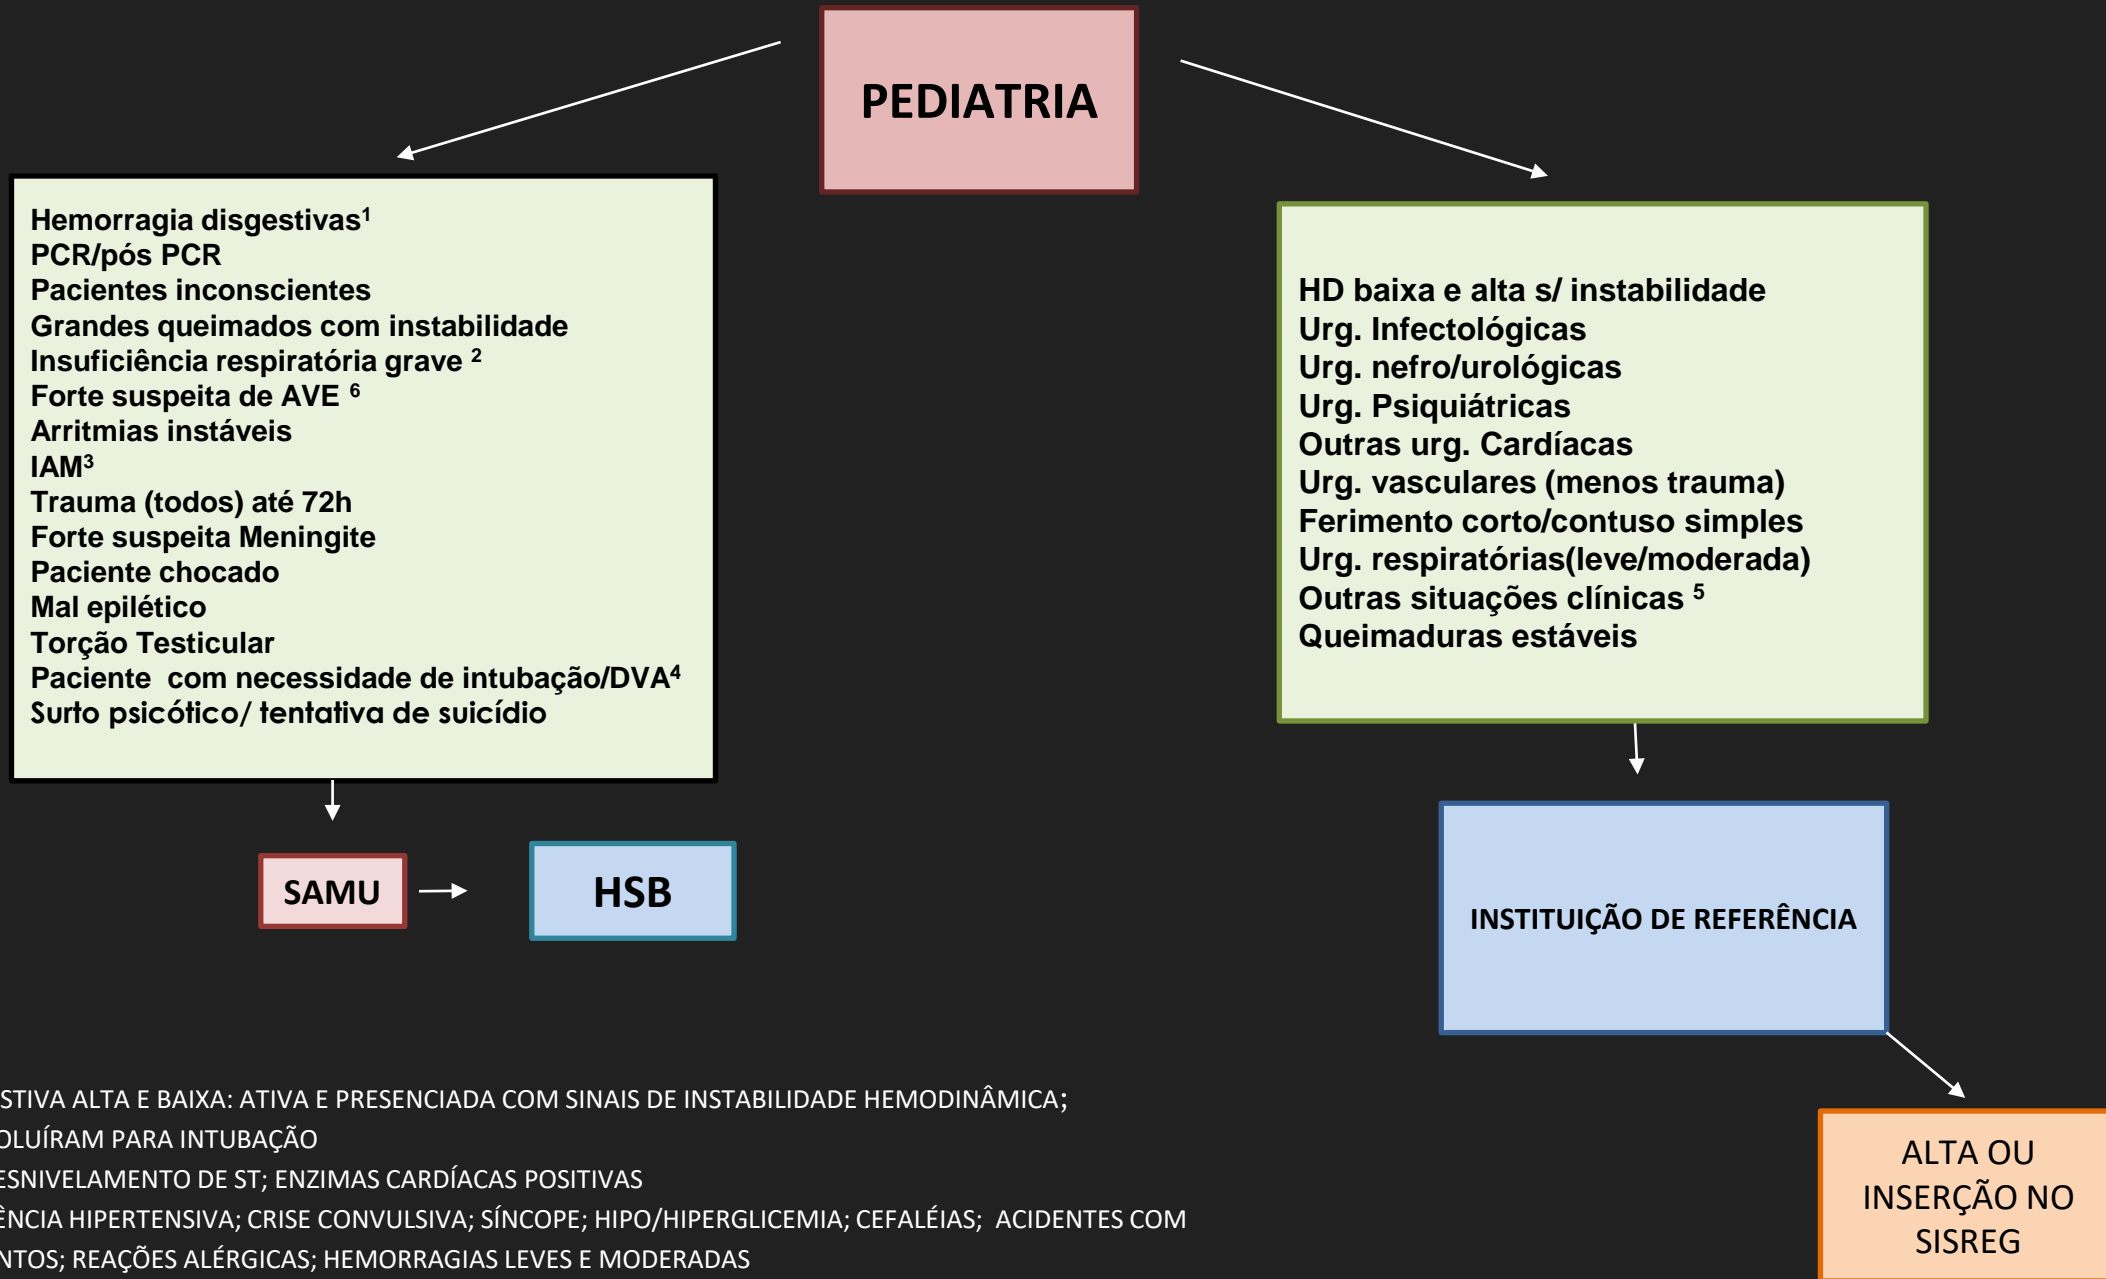 PEDIATRIA
Hemorragia disgestivas¹
PCR/pós PCR
Pacientes inconscientes
Grandes queimados com instabilidade
Insuficiência respiratória grave ²
Forte suspeita de AVE ⁶
Arritmias instáveis
IAM³
Trauma (todos) até 72h
Forte suspeita Meningite
Paciente chocado
Mal epilético
Torção Testicular
Paciente com necessidade de intubação/DVA⁴
Surto psicótico/ tentativa de suicídio
HD baixa e alta s/ instabilidade
Urg. Infectológicas
Urg. nefro/urológicas
Urg. Psiquiátricas
Outras urg. Cardíacas
Urg. vasculares (menos trauma)
Ferimento corto/contuso simples
Urg. respiratórias(leve/moderada)
Outras situações clínicas ⁵
Queimaduras estáveis
SAMU
HSB
INSTITUIÇÃO DE REFERÊNCIA
STIVA ALTA E BAIXA: ATIVA E PRESENCIADA COM SINAIS DE INSTABILIDADE HEMODINÂMICA;
OLUÍRAM PARA INTUBAÇÃO
ESNIVELAMENTO DE ST; ENZIMAS CARDÍACAS POSITIVAS
ÊNCIA HIPERTENSIVA; CRISE CONVULSIVA; SÍNCOPE; HIPO/HIPERGLICEMIA; CEFALÉIAS; ACIDENTES COM
NTOS; REAÇÕES ALÉRGICAS; HEMORRAGIAS LEVES E MODERADAS
ALTA OU
INSERÇÃO NO
SISREG